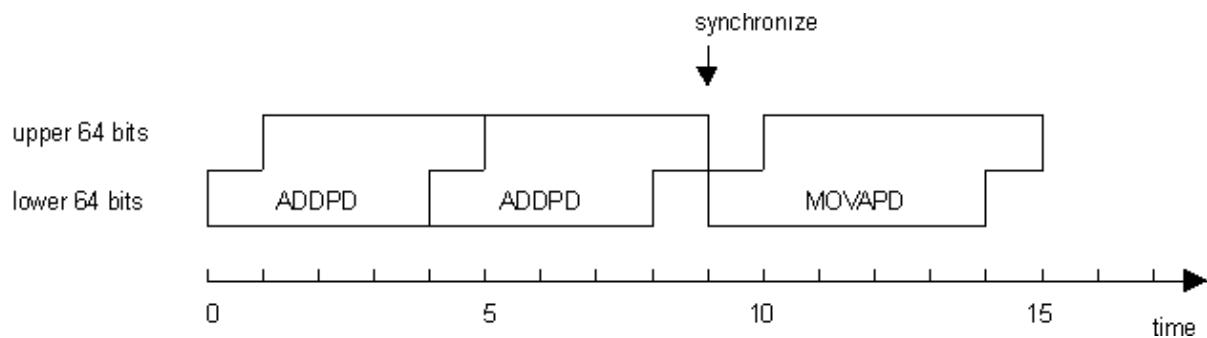 synchronize
upper 64 bits
lower 64 bits ADDPD ADDPD MOVAPD
0 5 10 15
time